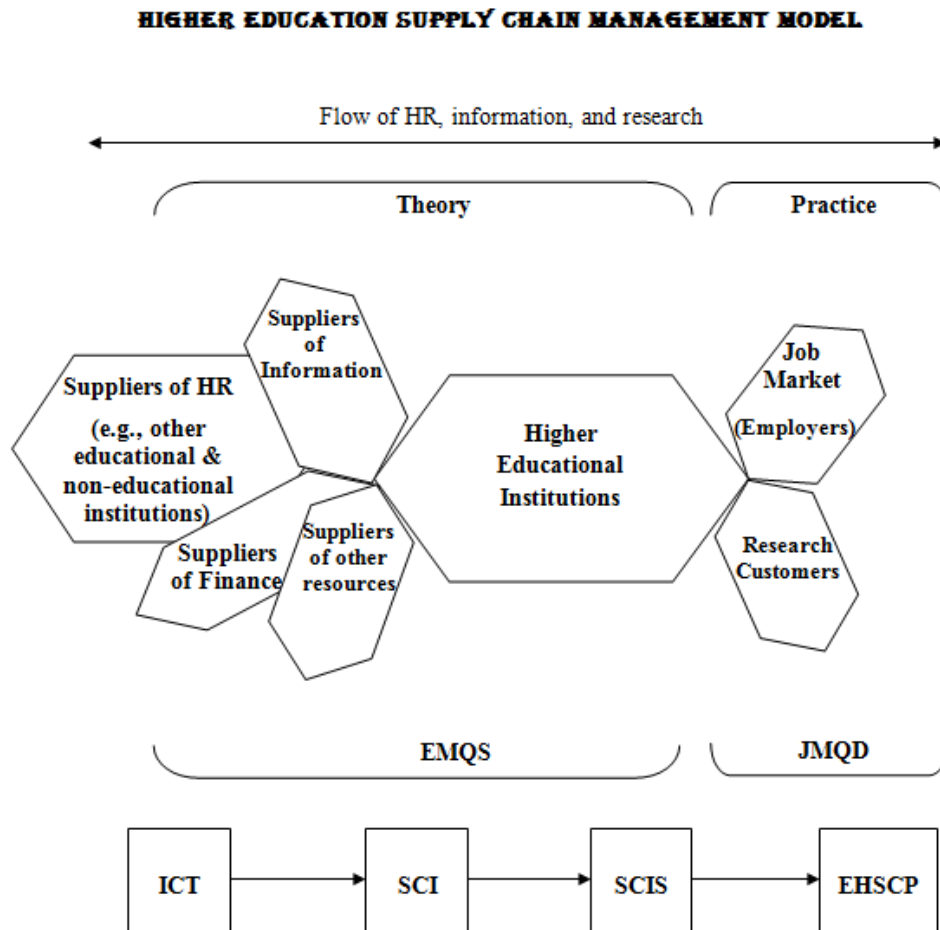 HIGHER EDUCATION SUPPLY CHAIN MANAGEMENT MODEL
Flow of HR, information, and research
Theory
Practice
Suppliers
of
Information
Suppliers of HR
(e.g., other
educational &
non-educational
institutions)
Suppliers
of Finance
Suppliers
of other
resources
Higher
Educational
Institutions
Job
Market
(Employers)
Research
Customers
EMQS
JMQD
ICT
SCI
SCIS
EHSCP